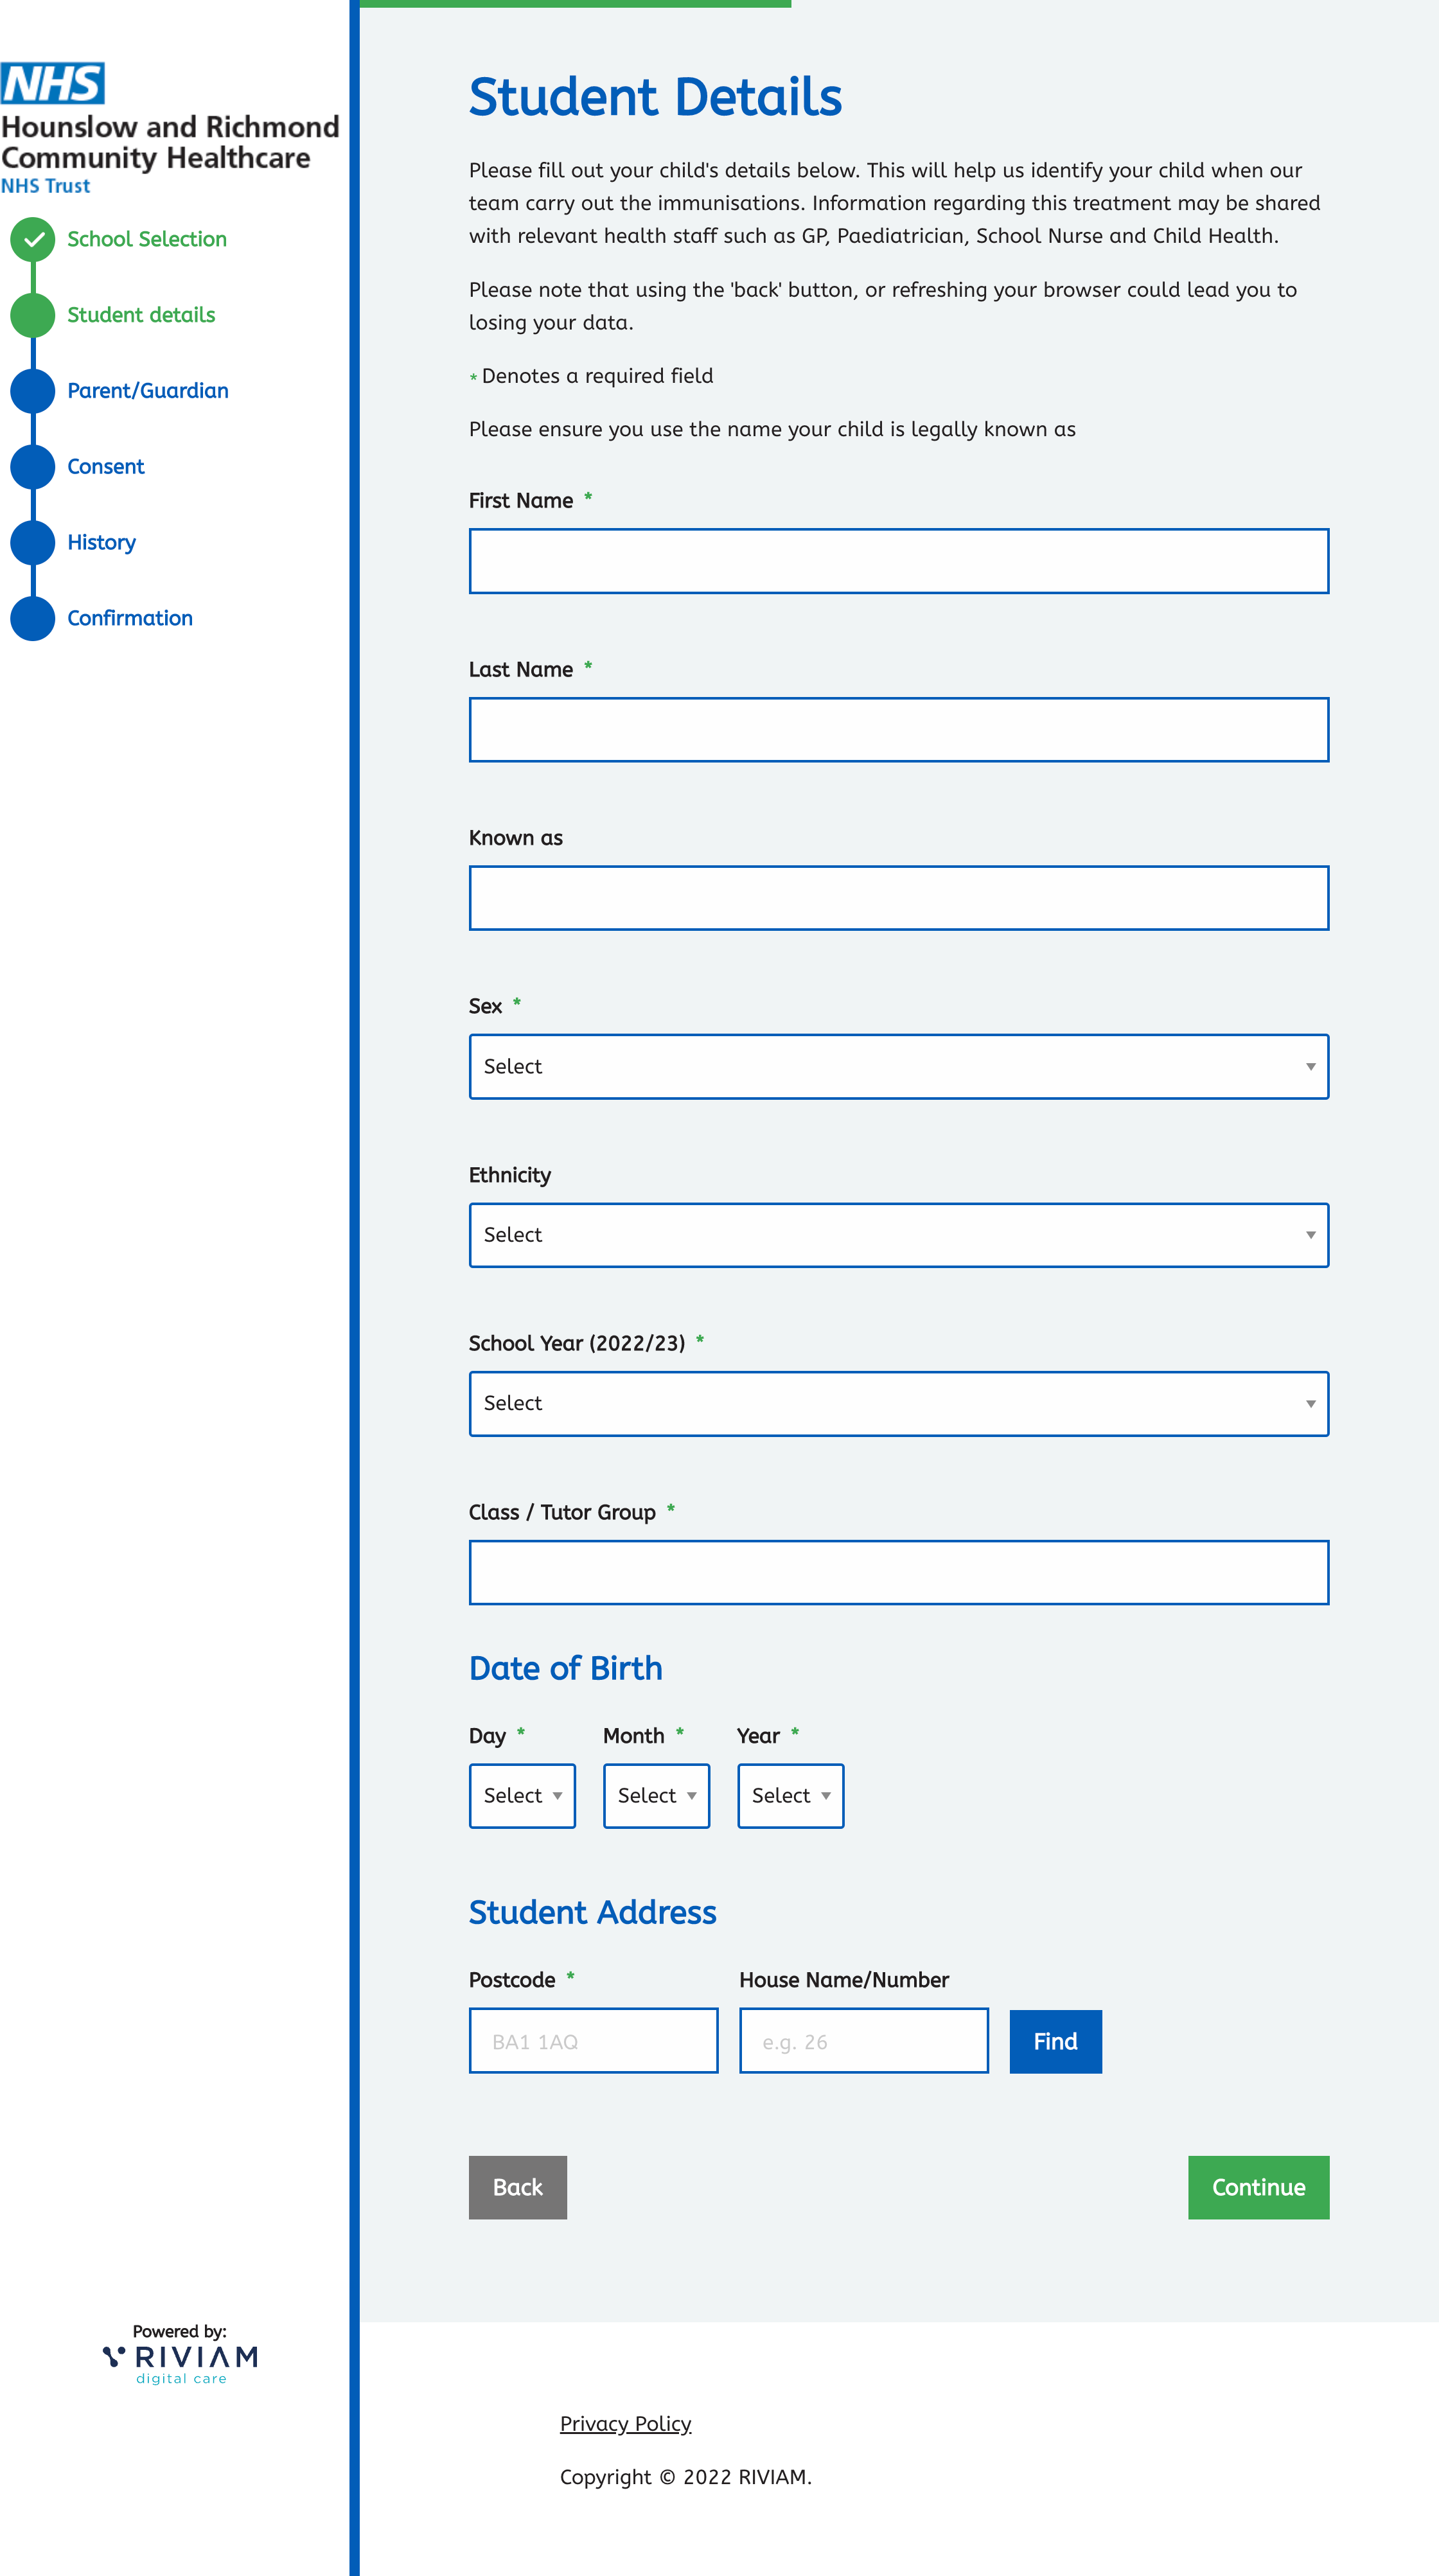 NHS
Hounslow and Richmond
Community Healthcare
NHS Trust
School Selection
Student details
Parent/Guardian
Consent
History
Confirmation
Student Details
Please fill out your child's details below. This will help us identify your child when our
team carry out the immunisations. Information regarding this treatment may be shared
with relevant health staff such as GP, Paediatrician, School Nurse and Child Health.
Please note that using the 'back' button, or refreshing your browser could lead you to
losing your data.
* Denotes a required field
Please ensure you use the name your child is legally known as
First Name *
Last Name *
Known as
Sex *
Select
Ethnicity
Select
School Year (2022/23) *
Select
Class / Tutor Group *
Date of Birth
Day * Month * Year *
Select Select Select
Student Address
Postcode * House Name/Number
BA1 1AQ e.g. 26 Find
Back Continue
Powered by:
RIVIAM
digital care
Privacy Policy
Copyright © 2022 RIVIAM.